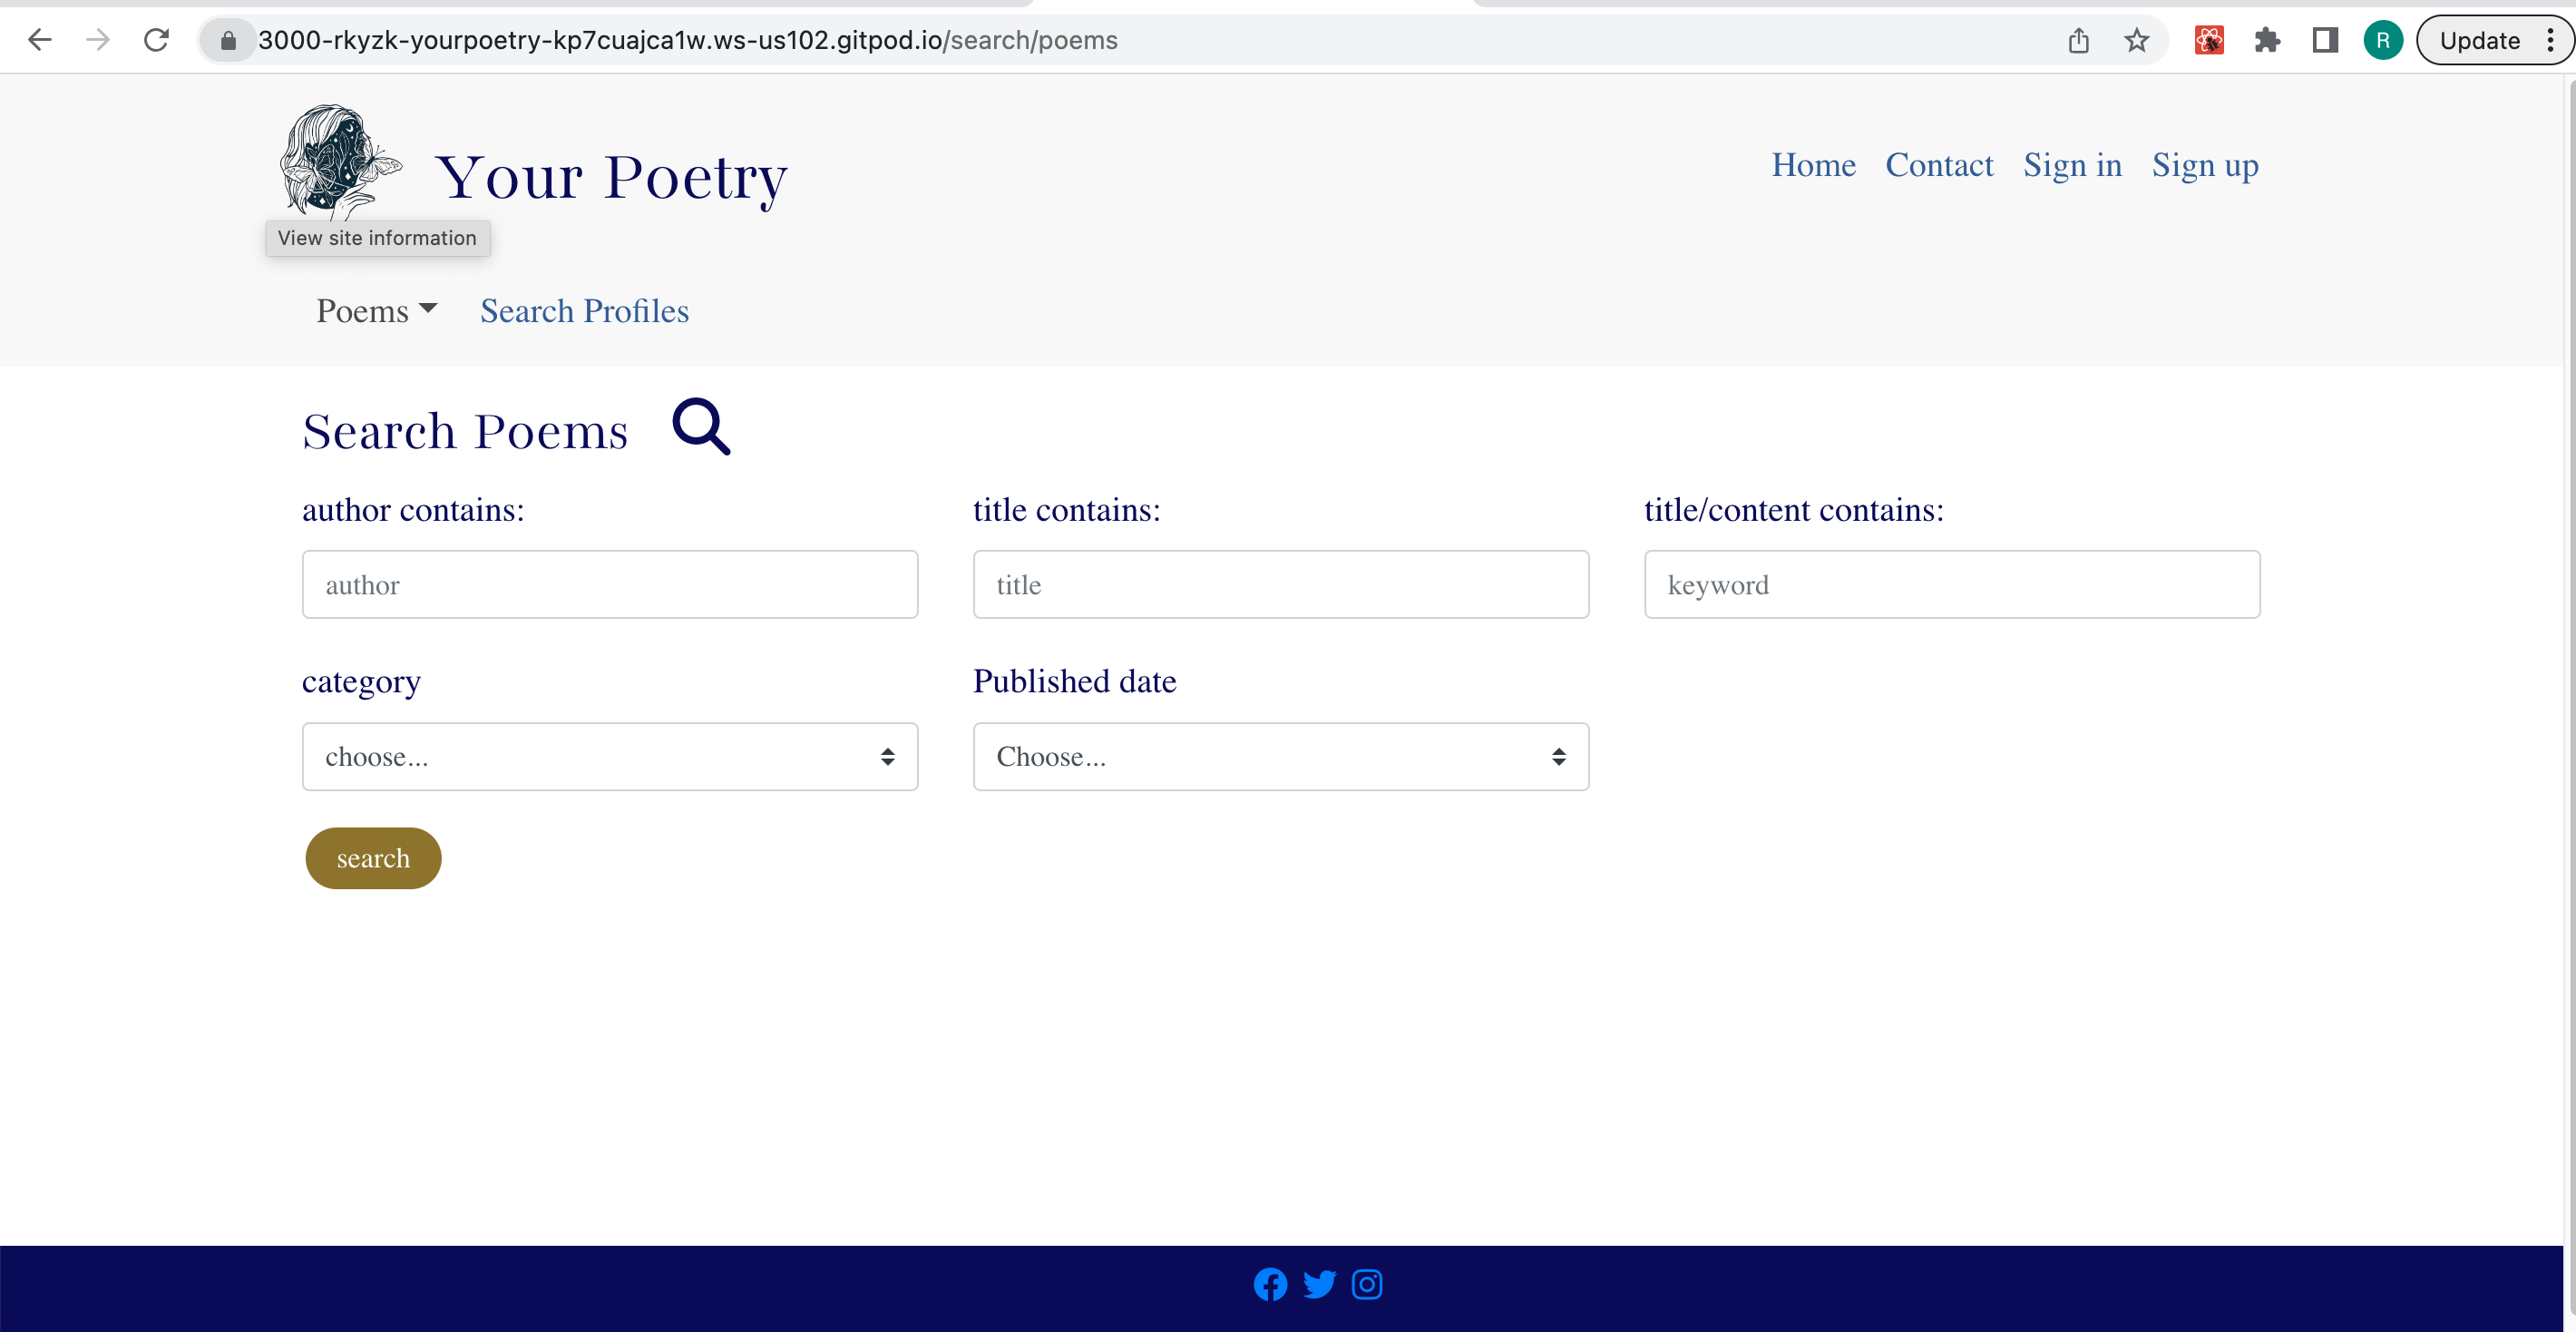 3000-rkyzk-yourpoetry-kp7cuajca1w.ws-us102.gitpod.io/search/poems
R
Update
Your Poetry
Home Contact Sign in Sign up
View site information
Poems Search Profiles
Search Poems
author contains: title contains: title/content contains:
author title keyword
category Published date
choose... Choose...
search